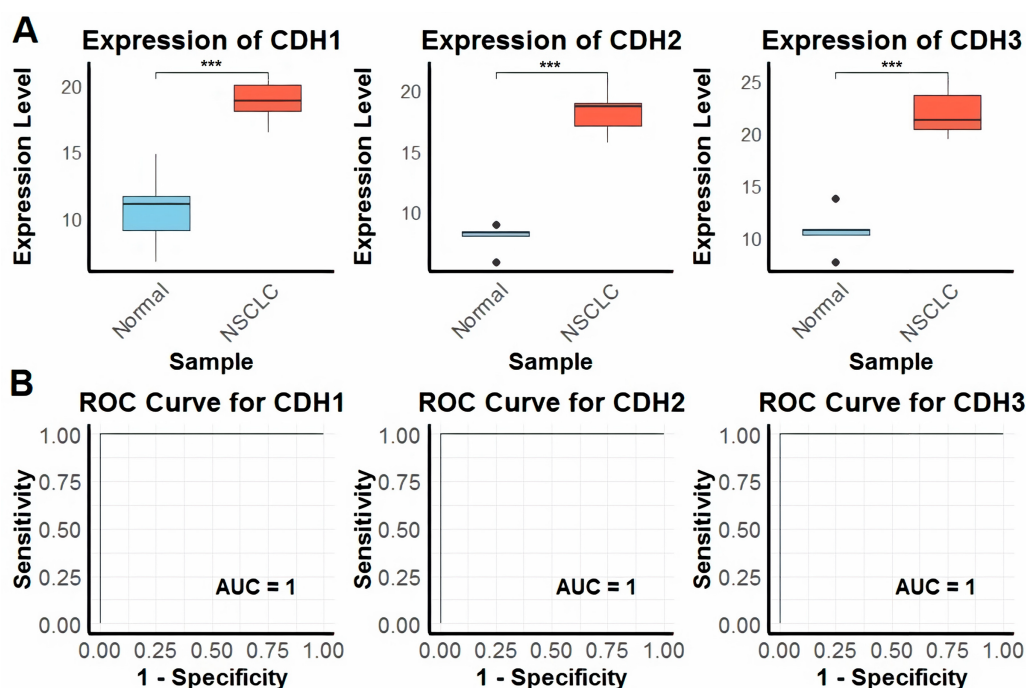 A
Expression of CDH1
Expression of CDH2
Expression of CDH3
***
***
***
Expression Level
20
15
10
Expression Level
20
15
10
Expression Level
25
20
15
10
Normal
NSCLC
Normal
NSCLC
Normal
NSCLC
Sample
Sample
Sample
B
ROC Curve for CDH1
ROC Curve for CDH2
ROC Curve for CDH3
Sensitivity
1.00
0.75
0.50
0.25
0.00
AUC = 1
0.00 0.25 0.50 0.75 1.00
1 - Specificity
Sensitivity
1.00
0.75
0.50
0.25
0.00
AUC = 1
0.00 0.25 0.50 0.75 1.00
1 - Specificity
Sensitivity
1.00
0.75
0.50
0.25
0.00
AUC = 1
0.00 0.25 0.50 0.75 1.00
1 - Specificity